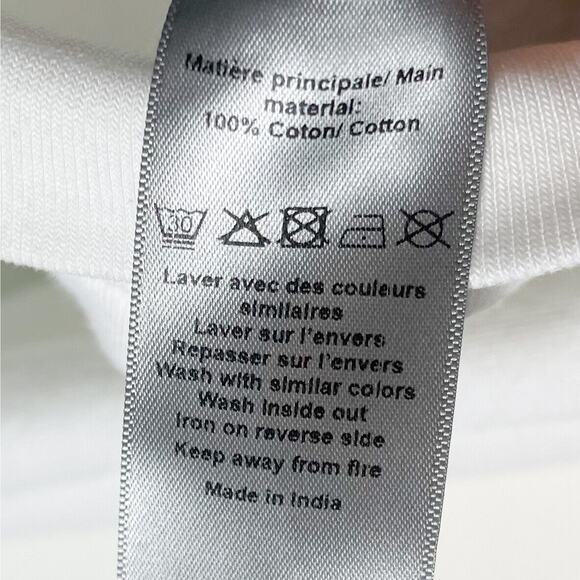 Matière principale/ Main
material:
100% Coton/ Cotton
30
Laver avec des couleurs
similaires
Laver sur l'envers
Repasser sur l'envers
Wash with similar colors
Wash inside out
Iron on reverse side
Keep away from fire
Made in India